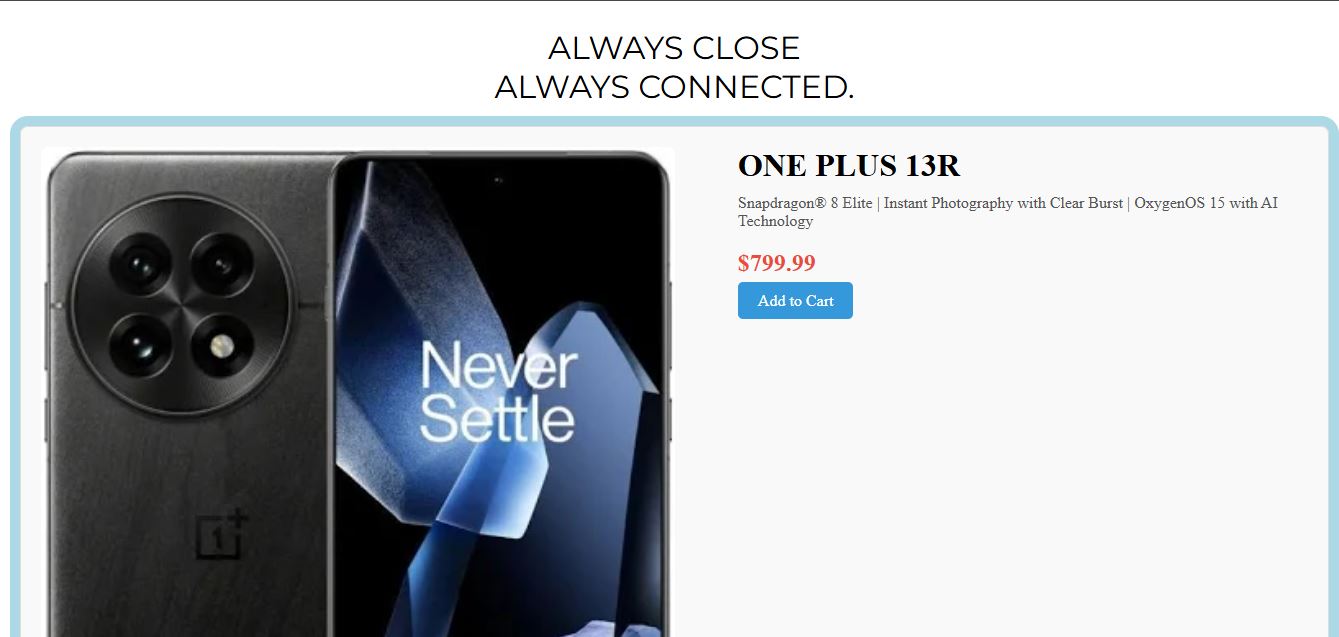 ALWAYS CLOSE
ALWAYS CONNECTED.
ONE PLUS 13R
Snapdragon® 8 Elite | Instant Photography with Clear Burst | OxygenOS 15 with AI
Technology
$799.99
Add to Cart
Never
Settle
1+